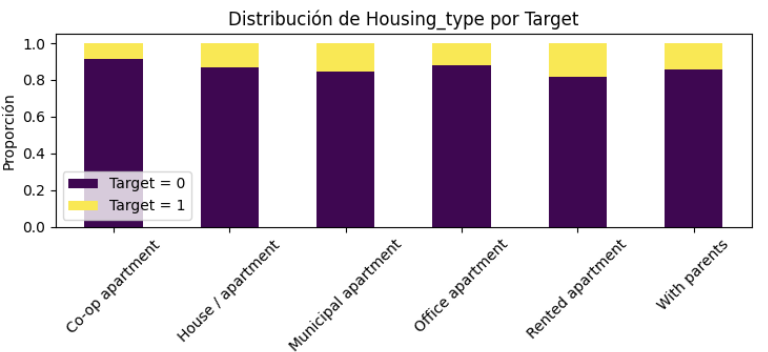 Distribución de Housing_type por Target
Proporción
1.0
0.8
0.6
0.4
0.2
0.0
Target = 0
Target = 1
Co-op apartment
House / apartment
Municipal apartment
Office apartment
Rented apartment
With parents